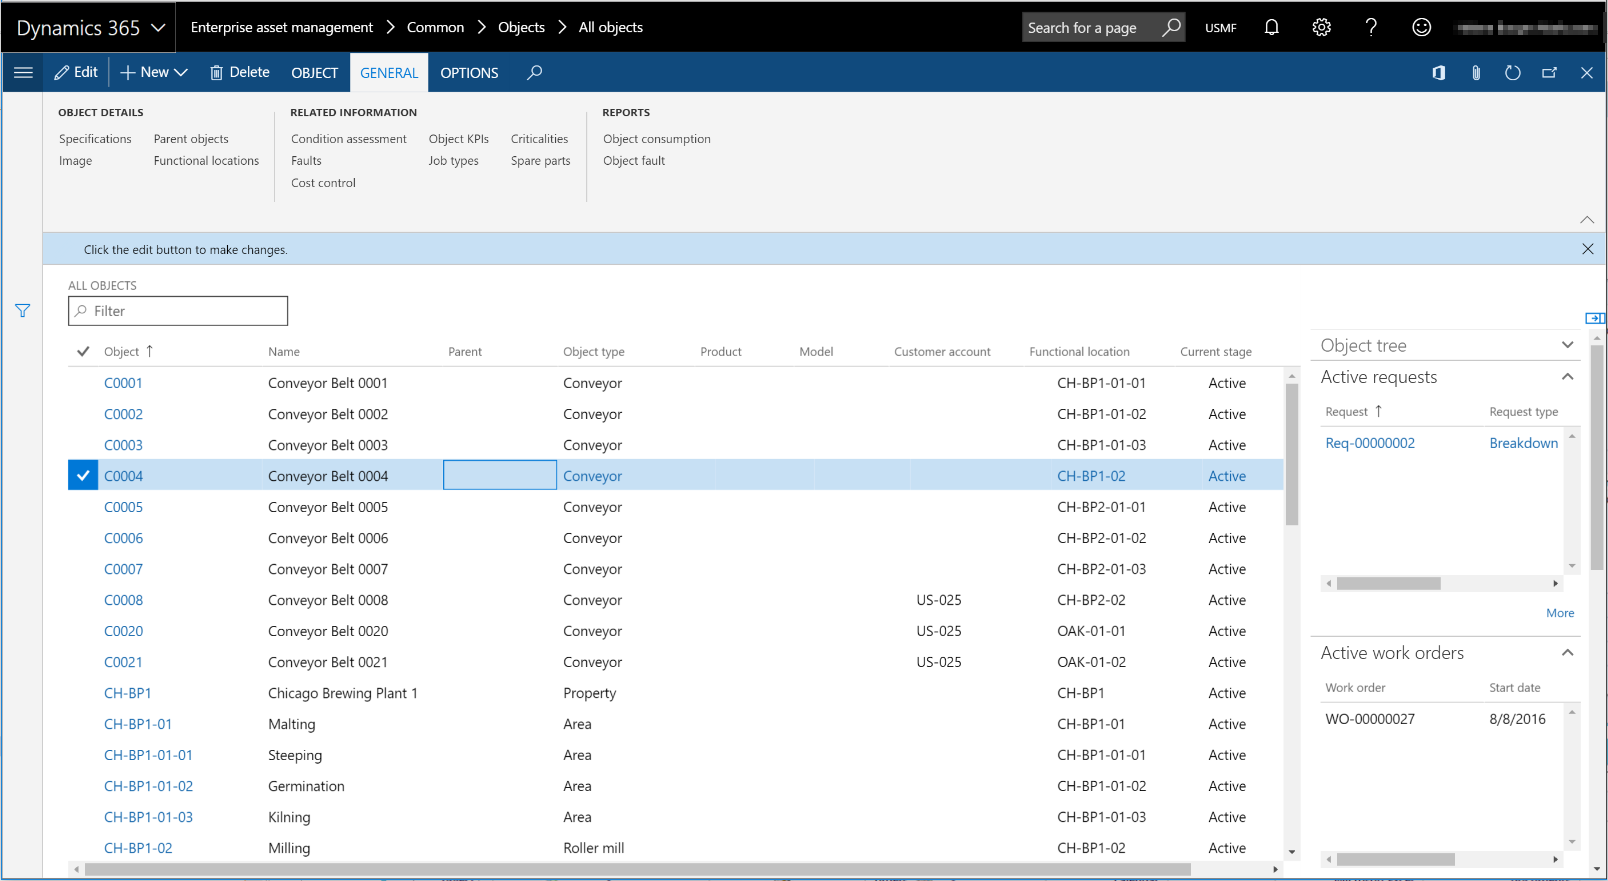 Dynamics 365 Enterprise asset management Common Objects All objects Search for a page USMF
Edit New Delete OBJECT GENERAL OPTIONS
OBJECT DETAILS RELATED INFORMATION REPORTS
Specifications Parent objects Condition assessment Object KPIs Criticalities Object consumption
Image Functional locations Faults Job types Spare parts Object fault
Cost control
Click the edit button to make changes.
ALL OBJECTS
Filter
Object Name Parent Object type Product Model Customer account Functional location Current stage
C0001 Conveyor Belt 0001 Conveyor CH-BP1-01-01 Active
C0002 Conveyor Belt 0002 Conveyor CH-BP1-01-02 Active
C0003 Conveyor Belt 0003 Conveyor CH-BP1-01-03 Active
C0004 Conveyor Belt 0004 Conveyor CH-BP1-02 Active
C0005 Conveyor Belt 0005 Conveyor CH-BP2-01-01 Active
C0006 Conveyor Belt 0006 Conveyor CH-BP2-01-02 Active
C0007 Conveyor Belt 0007 Conveyor CH-BP2-01-03 Active
C0008 Conveyor Belt 0008 Conveyor US-025 CH-BP2-02 Active
C0020 Conveyor Belt 0020 Conveyor US-025 OAK-01-01 Active
C0021 Conveyor Belt 0021 Conveyor US-025 OAK-01-02 Active
CH-BP1 Chicago Brewing Plant 1 Property CH-BP1 Active
CH-BP1-01 Malting Area CH-BP1-01 Active
CH-BP1-01-01 Steeping Area CH-BP1-01-01 Active
CH-BP1-01-02 Germination Area CH-BP1-01-02 Active
CH-BP1-01-03 Kilning Area CH-BP1-01-03 Active
CH-BP1-02 Milling Roller mill CH-BP1-02 Active
Object tree
Active requests
Request Request type
Req-00000002 Breakdown
More
Active work orders
Work order Start date
WO-00000027 8/8/2016